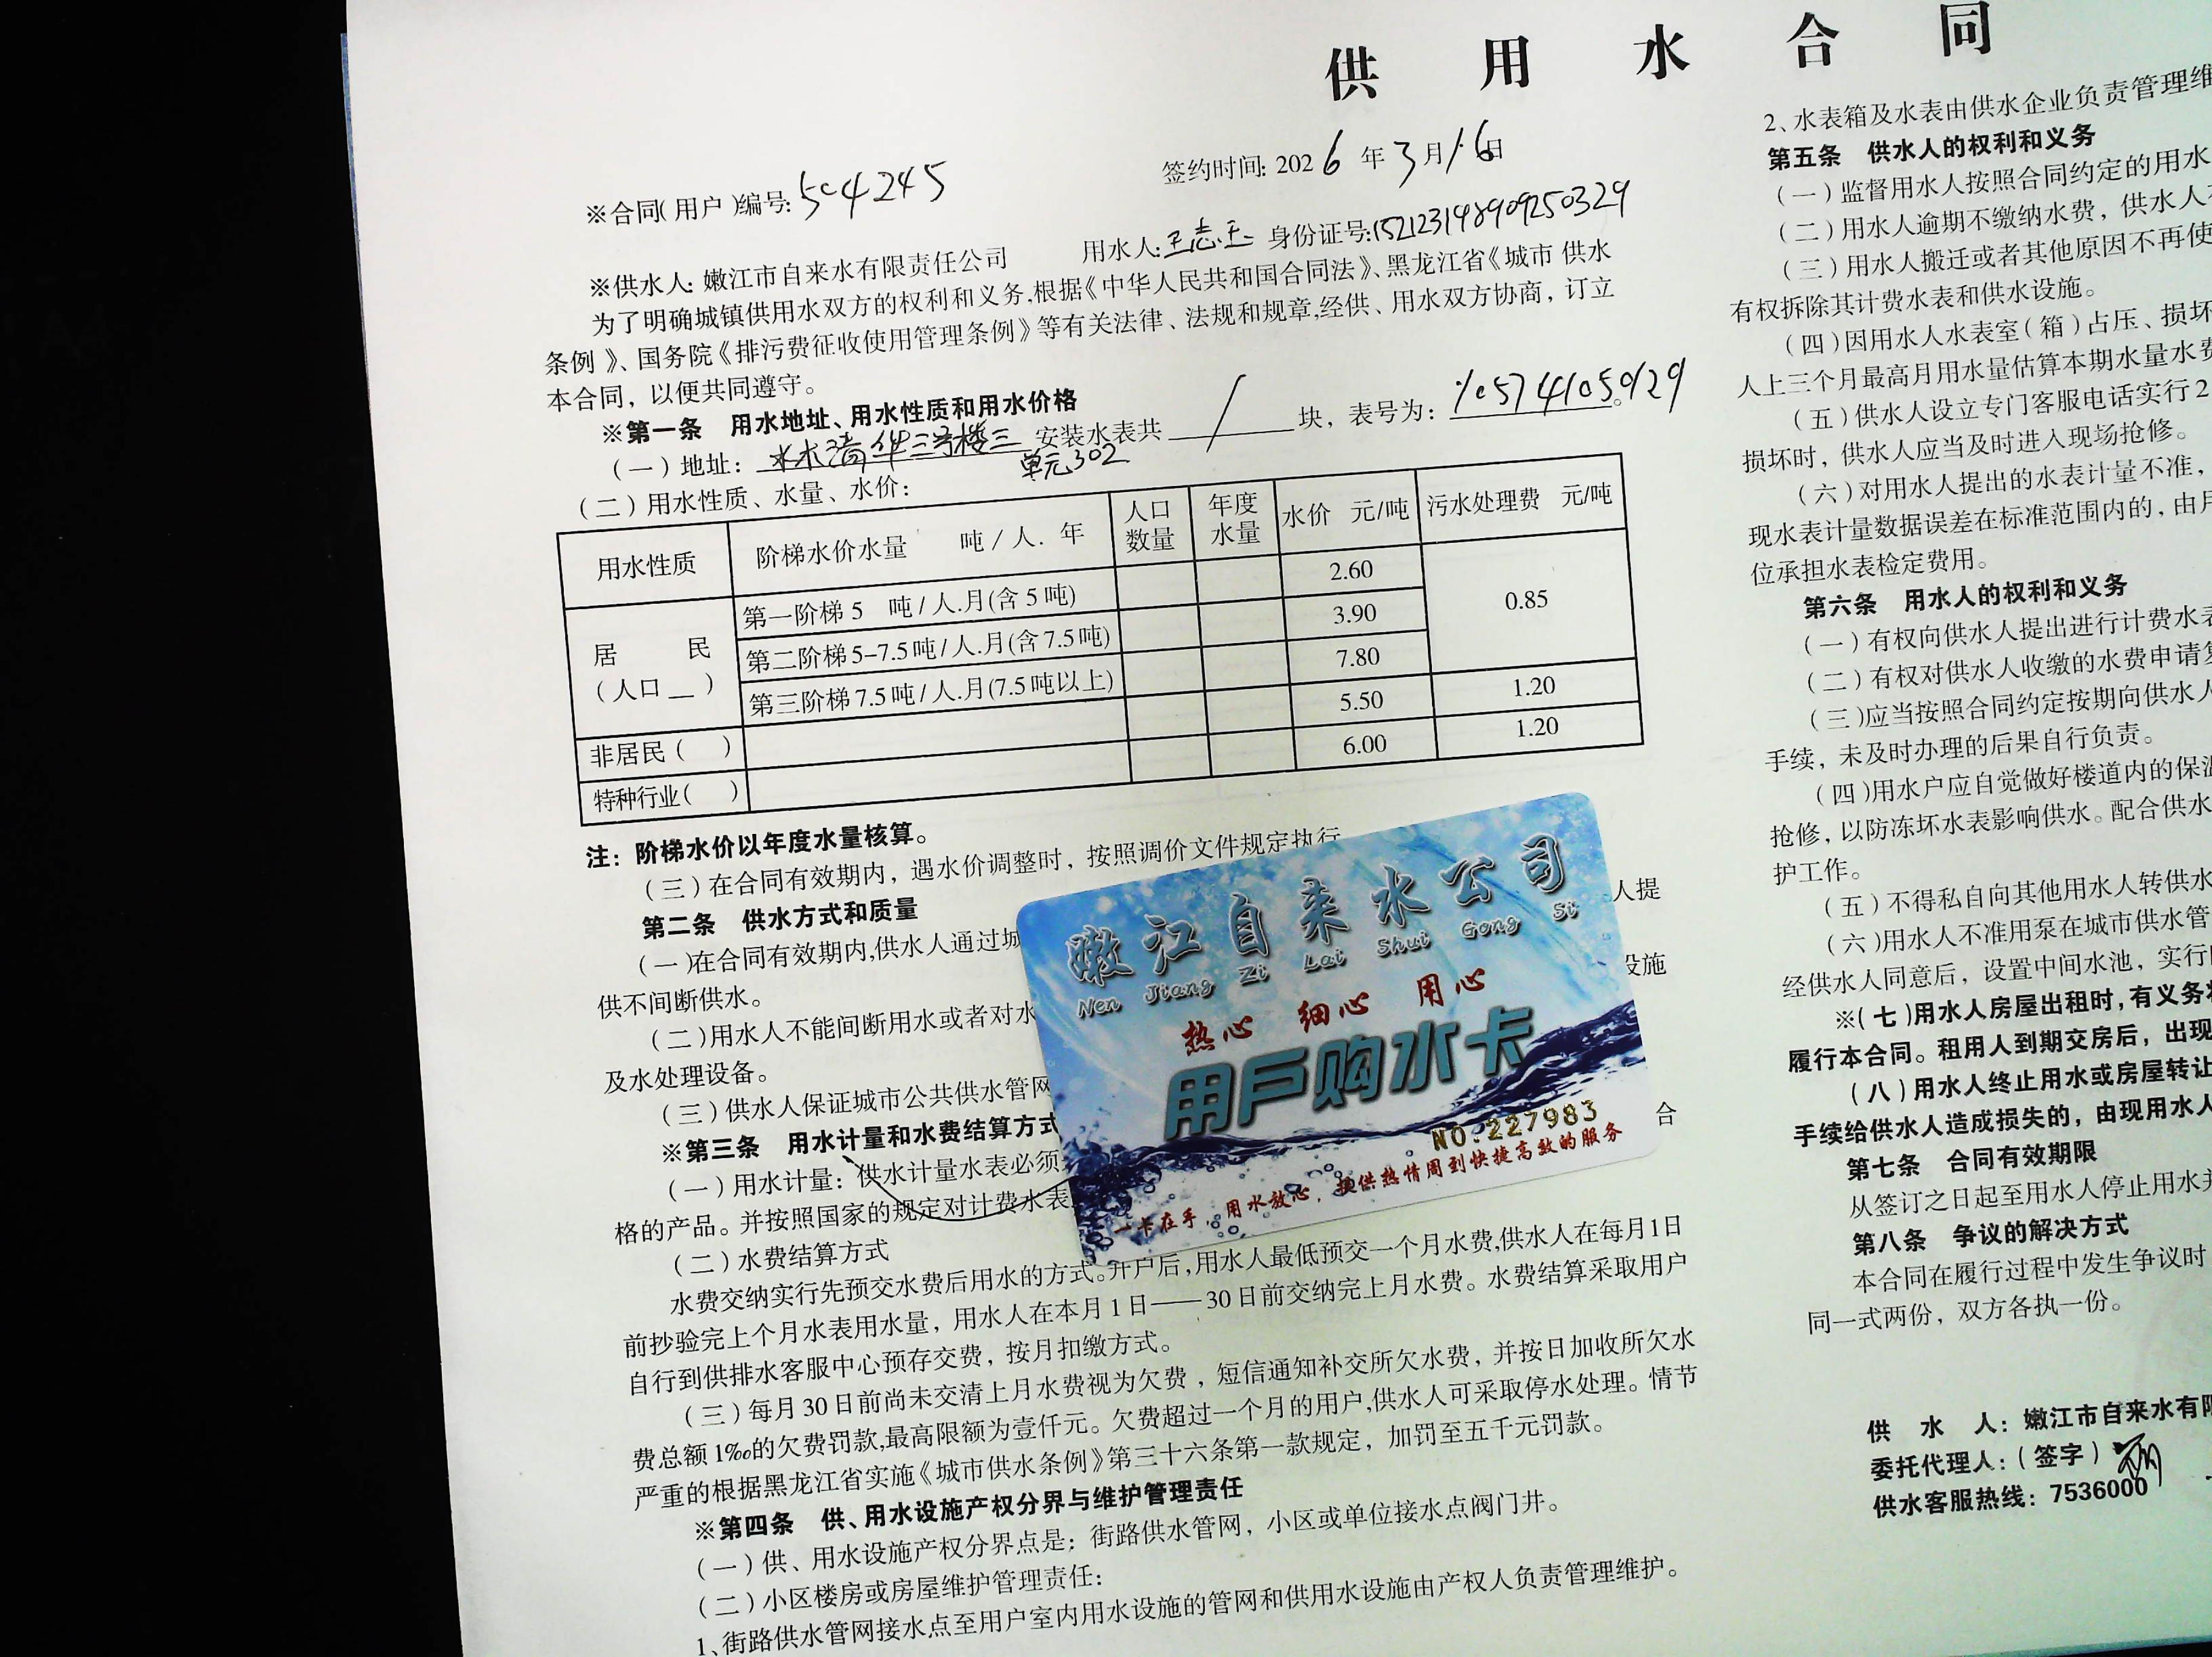 供 用 水 合 同
签约时间: 2026 年 3 月 16 日
※合同(用户)编号: 504245
※供水人: 嫩江市自来水有限责任公司 用水人: 王志玉 身份证号:
为了明确城镇供用水双方的权利和义务,根据《中华人民共和国合同法》、黑龙江省《城市 供水
条例 》、国务院《排污费征收使用管理条例》等有关法律、法规和规章,经供、用水双方协商，订立
本合同，以便共同遵守。
※第一条 用水地址、用水性质和用水价格
(一)地址: 水木清华三号楼三单元302 安装水表共 / 块，表号为:
(二)用水性质、水量、水价:
用水性质 阶梯水价水量 吨 / 人. 年 人口数量 年度水量 水价 元/吨 污水处理费 元/吨
居 民 (人口 ) 第一阶梯 5 吨 / 人.月(含 5 吨) 2.60 0.85
第二阶梯 5-7.5 吨 / 人.月(含 7.5 吨) 3.90
第三阶梯 7.5 吨 / 人.月(7.5 吨以上) 7.80
非居民( ) 5.50 1.20
特种行业( ) 6.00 1.20
注: 阶梯水价以年度水量核算。
(三)在合同有效期内，遇水价调整时，按照调价文件规定执行
第二条 供水方式和质量
(一)在合同有效期内,供水人通过城 人提
供不间断供水。
(二)用水人不能间断用水或者对水 设施
及水处理设备。
(三)供水人保证城市公共供水管网
※第三条 用水计量和水费结算方式
(一)用水计量: 供水计量水表必须 合
格的产品。并按照国家的规定对计费水表
(二)水费结算方式
水费交纳实行先预交水费后用水的方式。开户后,用水人最低预交一个月水费,供水人在每月1日
前抄验完上个月水表用水量，用水人在本月 1 日——30 日前交纳完上月水费。水费结算采取用户
自行到供排水客服中心预存交费，按月扣缴方式。
(三)每月 30 日前尚未交清上月水费视为欠费，短信通知补交所欠水费，并按日加收所欠水
费总额 1‰的欠费罚款,最高限额为壹仟元。欠费超过一个月的用户,供水人可采取停水处理。情节
严重的根据黑龙江省实施《城市供水条例》第三十六条第一款规定，加罚至五千元罚款。
※第四条 供、用水设施产权分界与维护管理责任
(一)供、用水设施产权分界点是: 街路供水管网，小区或单位接水点阀门井。
(二)小区楼房或房屋维护管理责任:
1、街路供水管网接水点至用户室内用水设施的管网和供用水设施由产权人负责管理维护。
嫩江自来水公司
Nen Jiang Zi Lai Shui Gong Si
热心 细心 用心
用户购水卡
NO.227983
一卡在手，用水放心，提供热情周到快捷高效的服务
2、水表箱及水表由供水企业负责管理维
第五条 供水人的权利和义务
(一)监督用水人按照合同约定的用水
(二)用水人逾期不缴纳水费，供水人
(三)用水人搬迁或者其他原因不再使
有权拆除其计费水表和供水设施。
(四)因用水人水表室(箱)占压、损坏
人上三个月最高月用水量估算本期水量水费
(五)供水人设立专门客服电话实行 2
损坏时，供水人应当及时进入现场抢修。
(六)对用水人提出的水表计量不准，
现水表计量数据误差在标准范围内的，由用
位承担水表检定费用。
第六条 用水人的权利和义务
(一)有权向供水人提出进行计费水表
(二)有权对供水人收缴的水费申请复
(三)应当按照合同约定按期向供水人
手续，未及时办理的后果自行负责。
(四)用水户应自觉做好楼道内的保温
抢修，以防冻坏水表影响供水。配合供水
护工作。
(五)不得私自向其他用水人转供水
(六)用水人不准用泵在城市供水管
经供水人同意后，设置中间水池，实行
※(七)用水人房屋出租时,有义务将
履行本合同。租用人到期交房后，出现
(八)用水人终止用水或房屋转让
手续给供水人造成损失的，由现用水人
第七条 合同有效期限
从签订之日起至用水人停止用水并
第八条 争议的解决方式
本合同在履行过程中发生争议时
同一式两份，双方各执一份。
供 水 人: 嫩江市自来水有限
委托代理人: (签字)
供水客服热线: 7536000